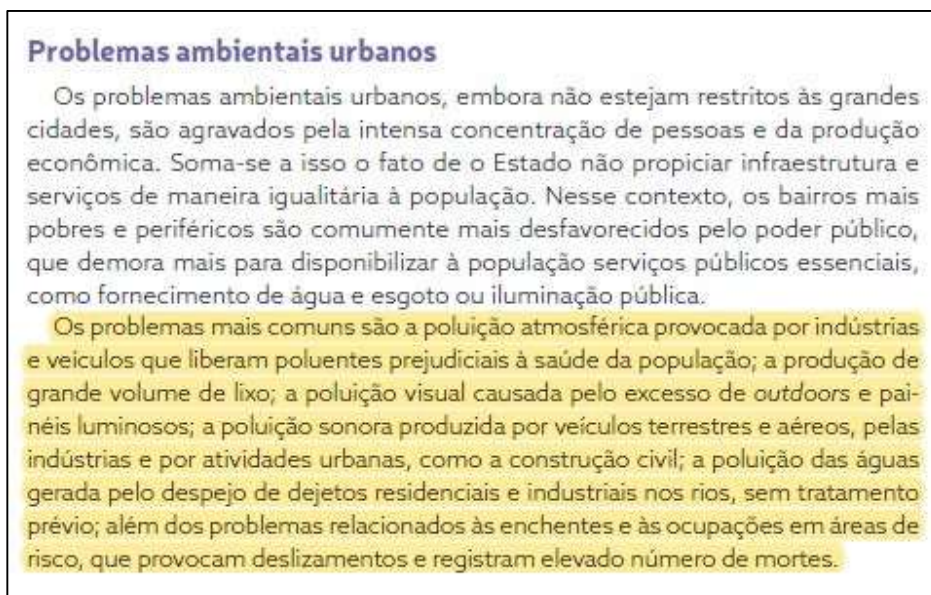 Problemas ambientais urbanos
Os problemas ambientais urbanos, embora não estejam restritos às grandes
cidades, são agravados pela intensa concentração de pessoas e da produção
econômica. Soma-se a isso o fato de o Estado não propiciar infraestrutura e
serviços de maneira igualitária à população. Nesse contexto, os bairros mais
pobres e periféricos são comumente mais desfavorecidos pelo poder público,
que demora mais para disponibilizar à população serviços públicos essenciais,
como fornecimento de água e esgoto ou iluminação pública.
Os problemas mais comuns são a poluição atmosférica provocada por indústrias
e veículos que liberam poluentes prejudiciais à saúde da população; a produção de
grande volume de lixo; a poluição visual causada pelo excesso de outdoors e pai-
néis luminosos; a poluição sonora produzida por veículos terrestres e aéreos, pelas
indústrias e por atividades urbanas, como a construção civil; a poluição das águas
gerada pelo despejo de dejetos residenciais e industriais nos rios, sem tratamento
prévio; além dos problemas relacionados às enchentes e às ocupações em áreas de
risco, que provocam deslizamentos e registram elevado número de mortes.